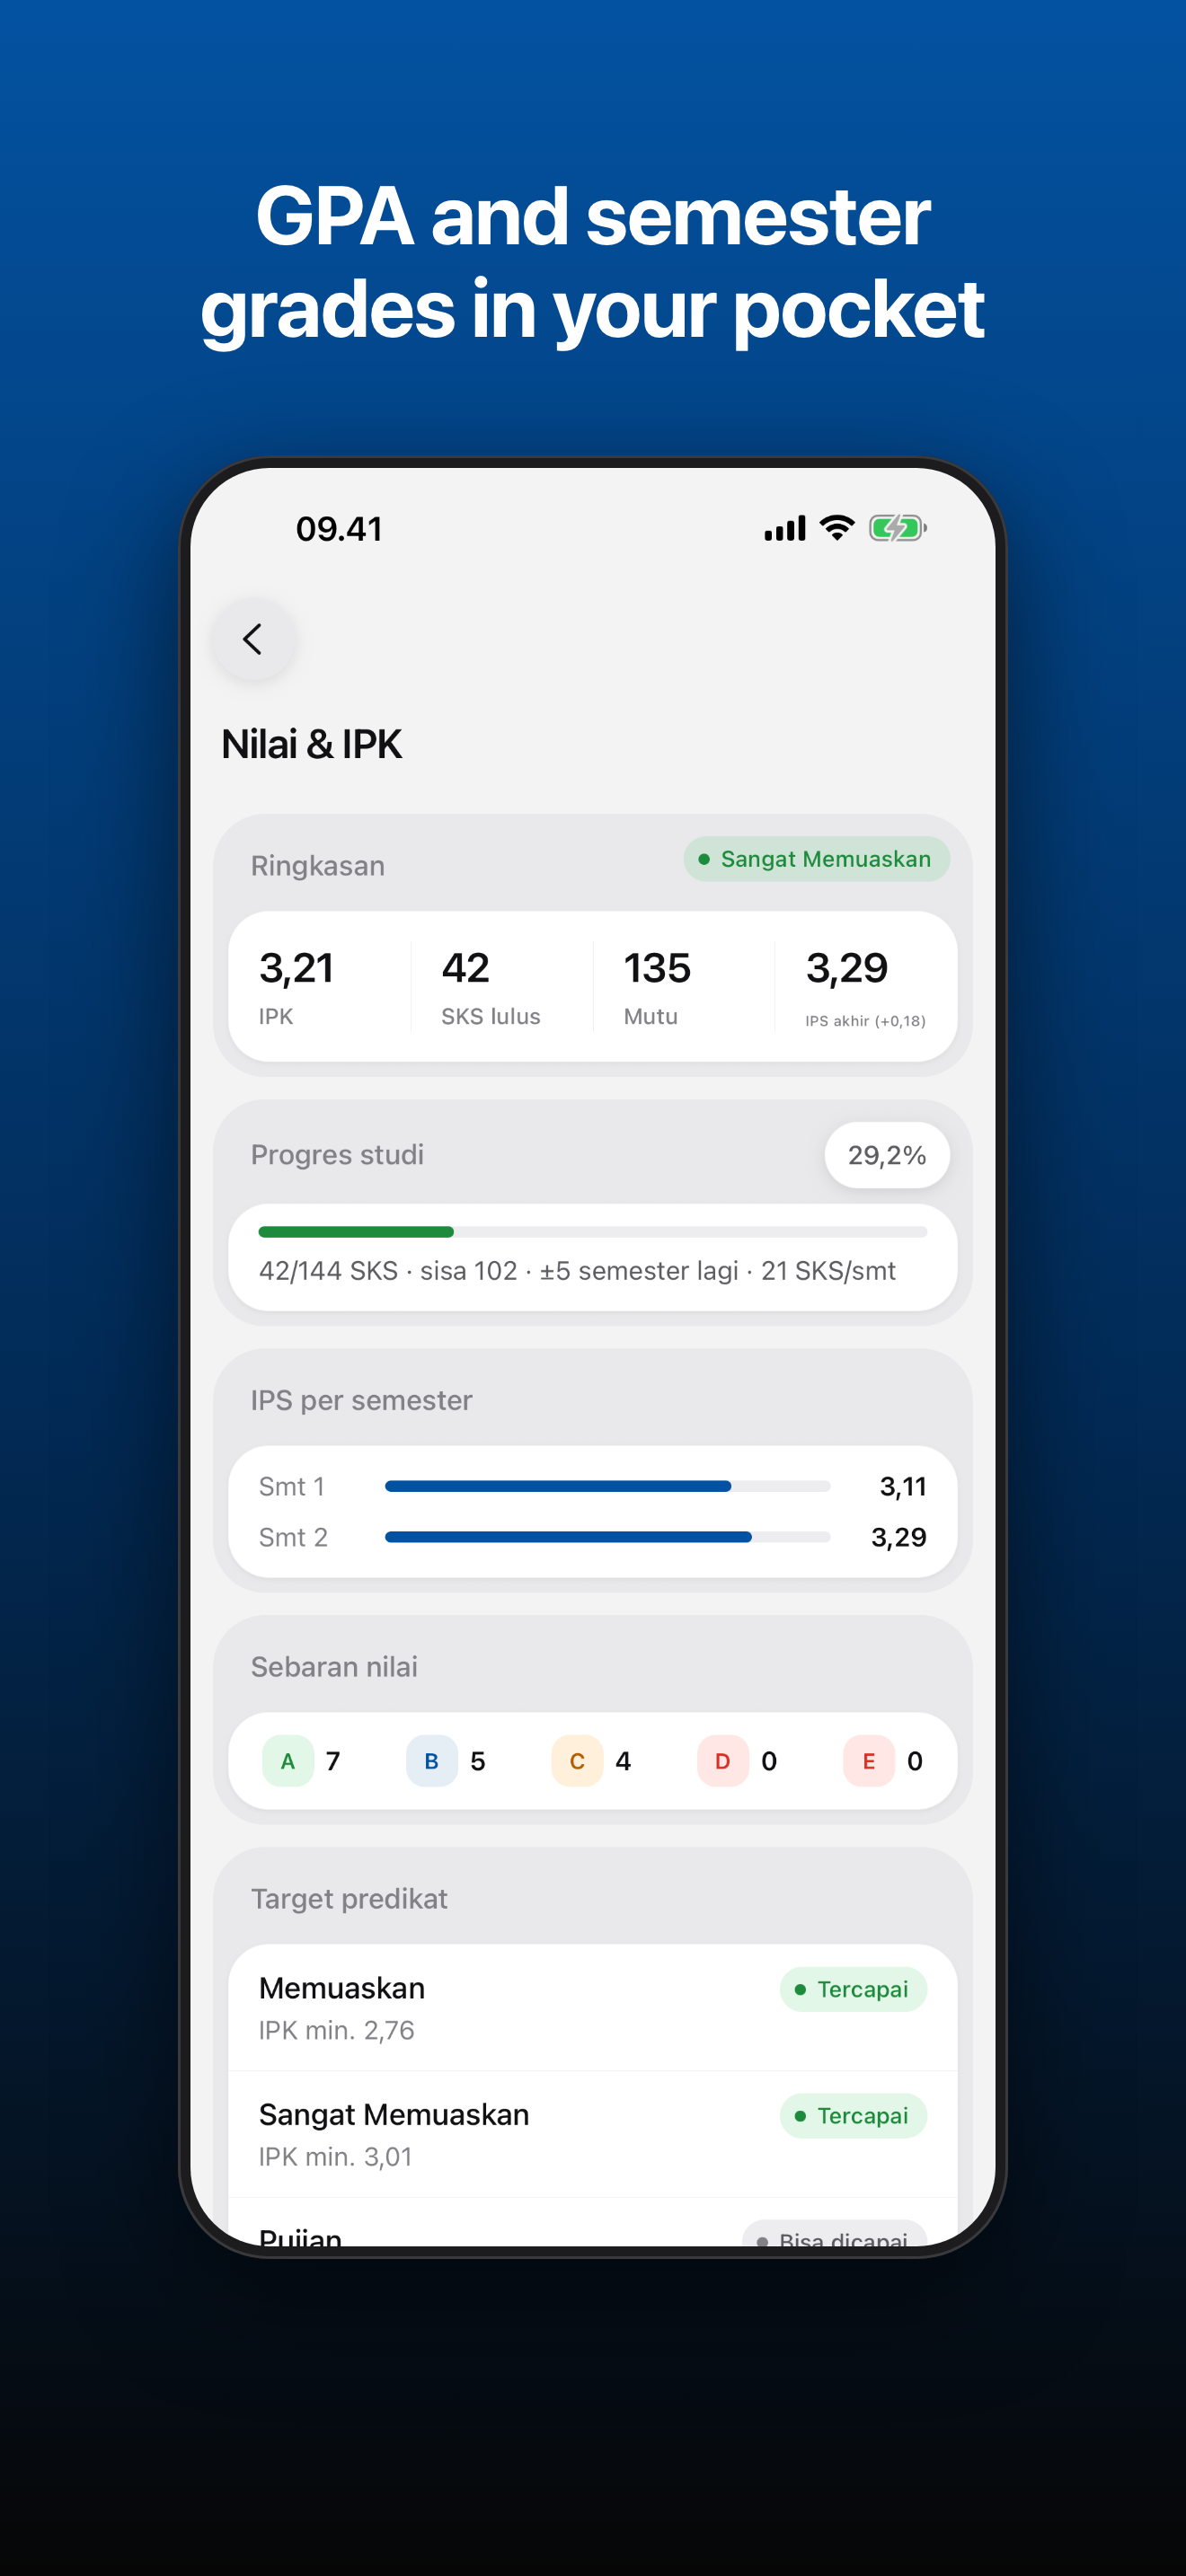 GPA and semester
grades in your pocket
09.41
Nilai & IPK
Ringkasan
Sangat Memuaskan
3,21
IPK
42
SKS lulus
135
Mutu
3,29
IPS akhir (+0,18)
Progres studi
29,2%
42/144 SKS · sisa 102 · ±5 semester lagi · 21 SKS/smt
IPS per semester
Smt 1
3,11
Smt 2
3,29
Sebaran nilai
A 7 B 5 C 4 D 0 E 0
Target predikat
Memuaskan
Tercapai
IPK min. 2,76
Sangat Memuaskan
Tercapai
IPK min. 3,01
Pujian
Bisa dicapai